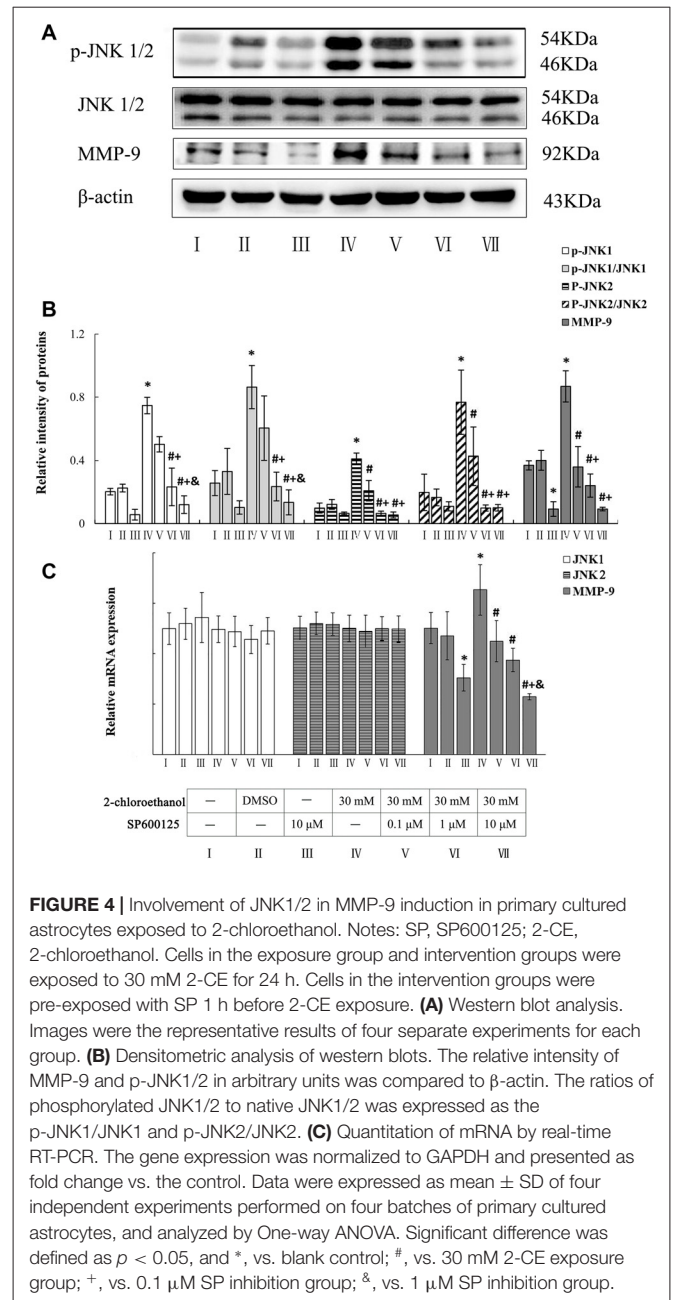 A
p-JNK 1/2
54KDa
46KDa
JNK 1/2
54KDa
46KDa
MMP-9
92KDa
β-actin
43KDa
Ⅰ Ⅱ Ⅲ Ⅳ Ⅴ Ⅵ Ⅶ
p-JNK1
p-JNK1/JNK1
P-JNK2
P-JNK2/JNK2
MMP-9
B
Relative intensity of proteins
1.2
0.8
0.4
0
* #+ #+& * #+ #+& * # #+ #+ * # #+ #+ * * # #+ #+
Ⅰ Ⅱ Ⅲ Ⅳ Ⅴ Ⅵ Ⅶ Ⅰ Ⅱ Ⅲ Ⅳ Ⅴ Ⅵ Ⅶ Ⅰ Ⅱ Ⅲ Ⅳ Ⅴ Ⅵ Ⅶ Ⅰ Ⅱ Ⅲ Ⅳ Ⅴ Ⅵ Ⅶ Ⅰ Ⅱ Ⅲ Ⅳ Ⅴ Ⅵ Ⅶ
C
JNK1
JNK2
MMP-9
Relative mRNA expression
* * # # #+&
Ⅰ Ⅱ Ⅲ Ⅳ Ⅴ Ⅵ Ⅶ Ⅰ Ⅱ Ⅲ Ⅳ Ⅴ Ⅵ Ⅶ Ⅰ Ⅱ Ⅲ Ⅳ Ⅴ Ⅵ Ⅶ
2-chloroethanol — DMSO — 30 mM 30 mM 30 mM 30 mM
SP600125 — — 10 μM — 0.1 μM 1 μM 10 μM
Ⅰ Ⅱ Ⅲ Ⅳ Ⅴ Ⅵ Ⅶ
FIGURE 4 | Involvement of JNK1/2 in MMP-9 induction in primary cultured
astrocytes exposed to 2-chloroethanol. Notes: SP, SP600125; 2-CE,
2-chloroethanol. Cells in the exposure group and intervention groups were
exposed to 30 mM 2-CE for 24 h. Cells in the intervention groups were
pre-exposed with SP 1 h before 2-CE exposure. (A) Western blot analysis.
Images were the representative results of four separate experiments for each
group. (B) Densitometric analysis of western blots. The relative intensity of
MMP-9 and p-JNK1/2 in arbitrary units was compared to β-actin. The ratios of
phosphorylated JNK1/2 to native JNK1/2 was expressed as the
p-JNK1/JNK1 and p-JNK2/JNK2. (C) Quantitation of mRNA by real-time
RT-PCR. The gene expression was normalized to GAPDH and presented as
fold change vs. the control. Data were expressed as mean ± SD of four
independent experiments performed on four batches of primary cultured
astrocytes, and analyzed by One-way ANOVA. Significant difference was
defined as p < 0.05, and *, vs. blank control; #, vs. 30 mM 2-CE exposure
group; +, vs. 0.1 μM SP inhibition group; &, vs. 1 μM SP inhibition group.